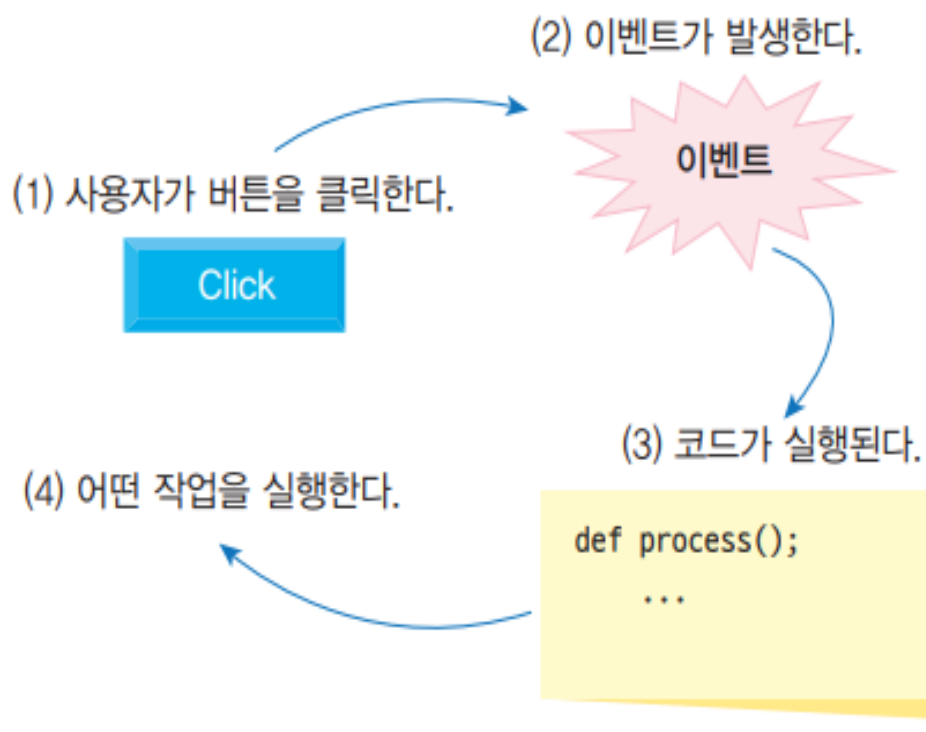 (1) 사용자가 버튼을 클릭한다.
Click
(2) 이벤트가 발생한다.
이벤트
(3) 코드가 실행된다.
def process();
...
(4) 어떤 작업을 실행한다.